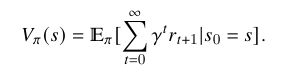 V_π(s) = 𝔼_π[∑_{t=0}^{∞} γ^t r_{t+1}|s_0 = s].